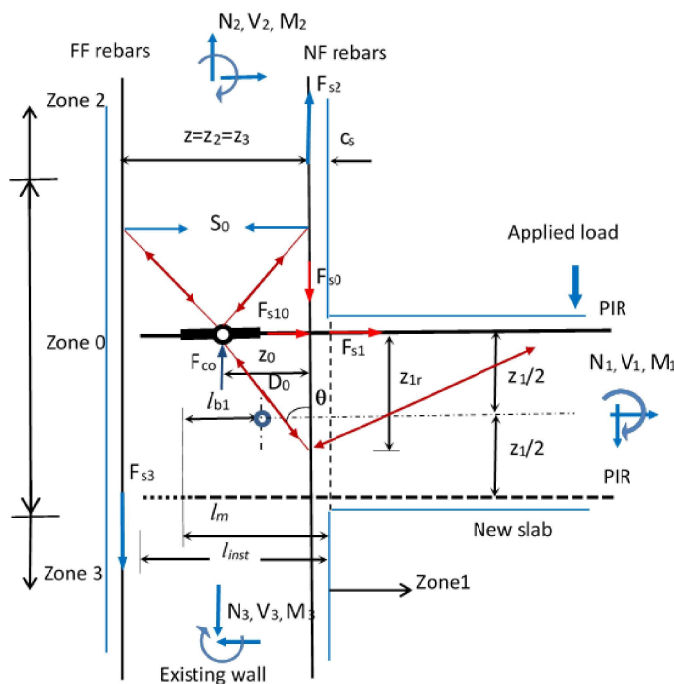 N₂, V₂, M₂
FF rebars
NF rebars
Fs2
Zone 2
z=z₂=z₃
cs
S₀
Applied load
Fs0
PIR
Fs10
Zone 0
Fs1
z₀
Fco
z1r
z₁/2
N₁, V₁, M₁
D₀
θ
lb1
z₁/2
Fs3
PIR
lm
New slab
linst
Zone 3
Zone1
N₃, V₃, M₃
Existing wall